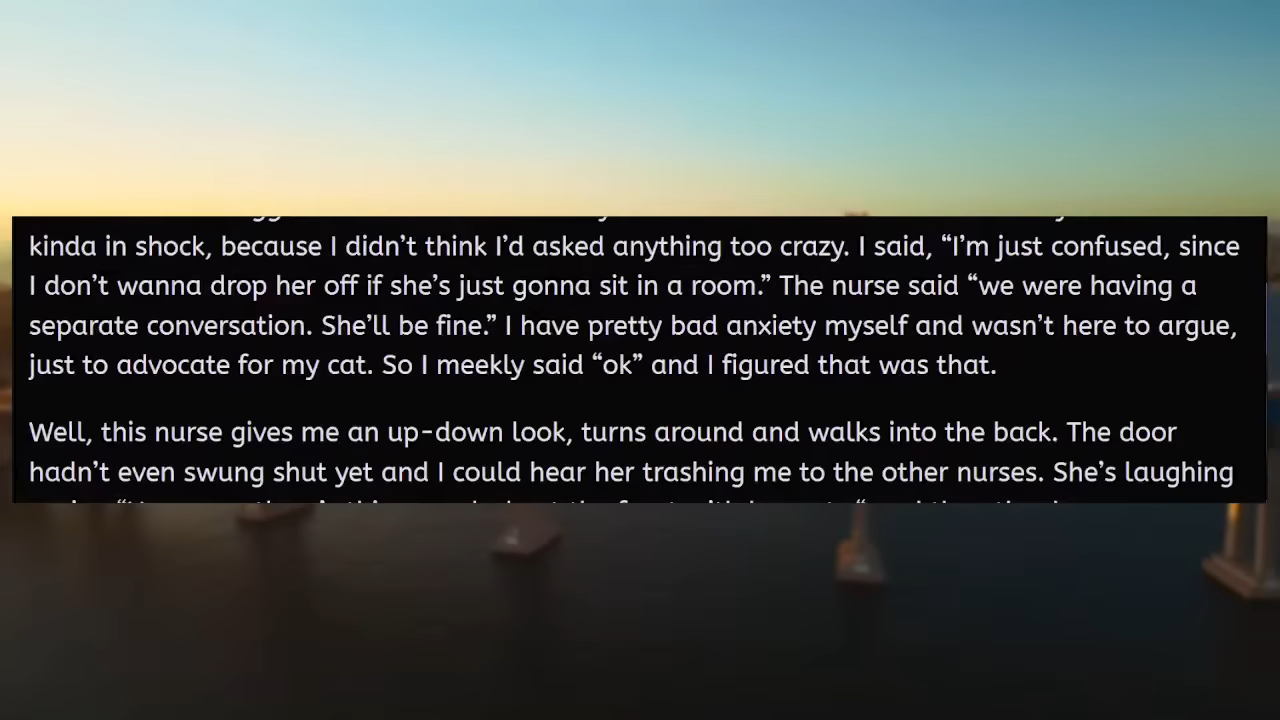 kinda in shock, because I didn’t think I’d asked anything too crazy. I said, “I’m just confused, since
I don’t wanna drop her off if she’s just gonna sit in a room.” The nurse said “we were having a
separate conversation. She’ll be fine.” I have pretty bad anxiety myself and wasn’t here to argue,
just to advocate for my cat. So I meekly said “ok” and I figured that was that.
Well, this nurse gives me an up-down look, turns around and walks into the back. The door
hadn’t even swung shut yet and I could hear her trashing me to the other nurses. She’s laughing